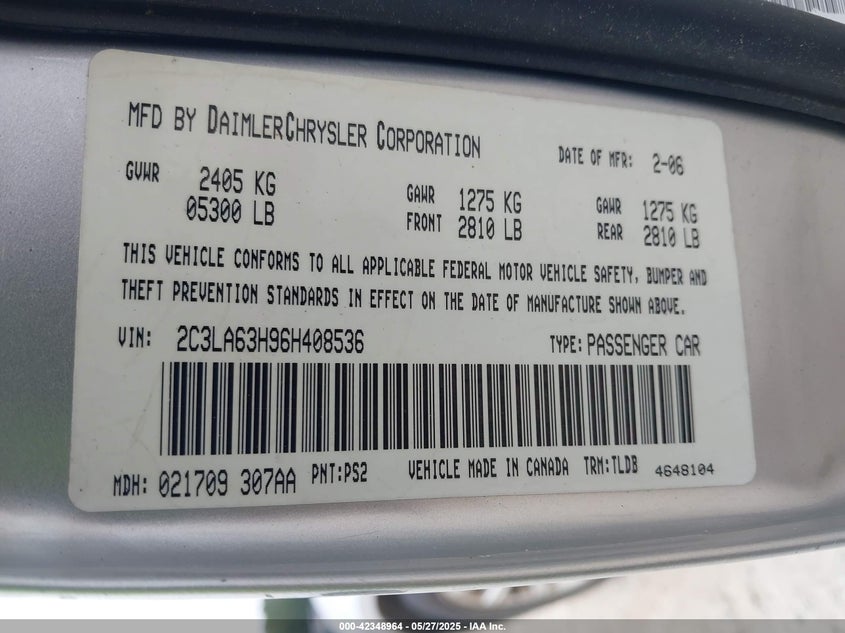 MFD BY DAIMLERCHRYSLER CORPORATION
DATE OF MFR: 2-06
GVWR 2405 KG
05300 LB
GAWR FRONT 1275 KG
2810 LB
GAWR REAR 1275 KG
2810 LB
THIS VEHICLE CONFORMS TO ALL APPLICABLE FEDERAL MOTOR VEHICLE SAFETY, BUMPER AND
THEFT PREVENTION STANDARDS IN EFFECT ON THE DATE OF MANUFACTURE SHOWN ABOVE.
VIN: 2C3LA63H96H408536 TYPE: PASSENGER CAR
MDH: 021709 307AA PNT: PS2 VEHICLE MADE IN CANADA TRM: TLDB 4648104
000-42348964 - 05/27/2025 - IAA Inc.